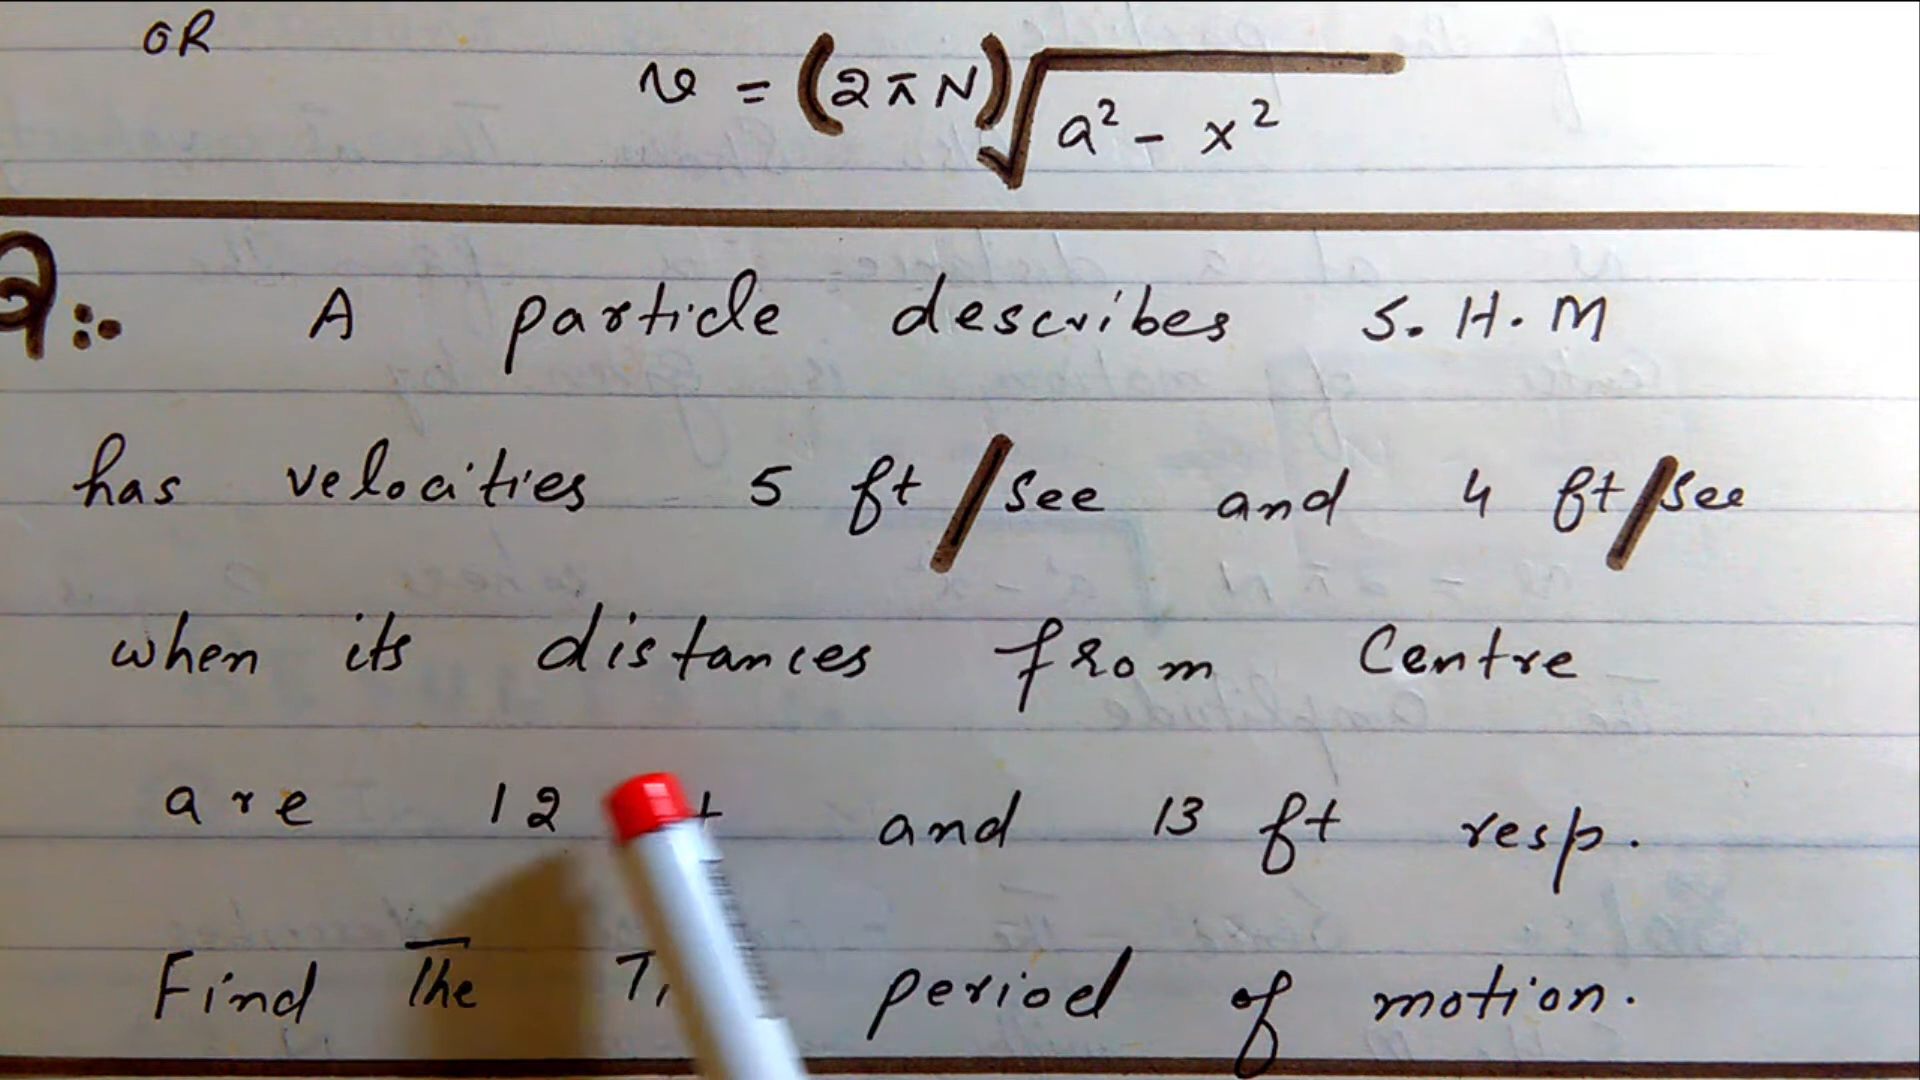 OR
v = (2πN)√a² - x²
Q:. A particle describes S.H.M
has velocities 5 ft/sec and 4 ft/sec
when its distances from Centre
are 12 and 13 ft resp.
Find The period of motion.